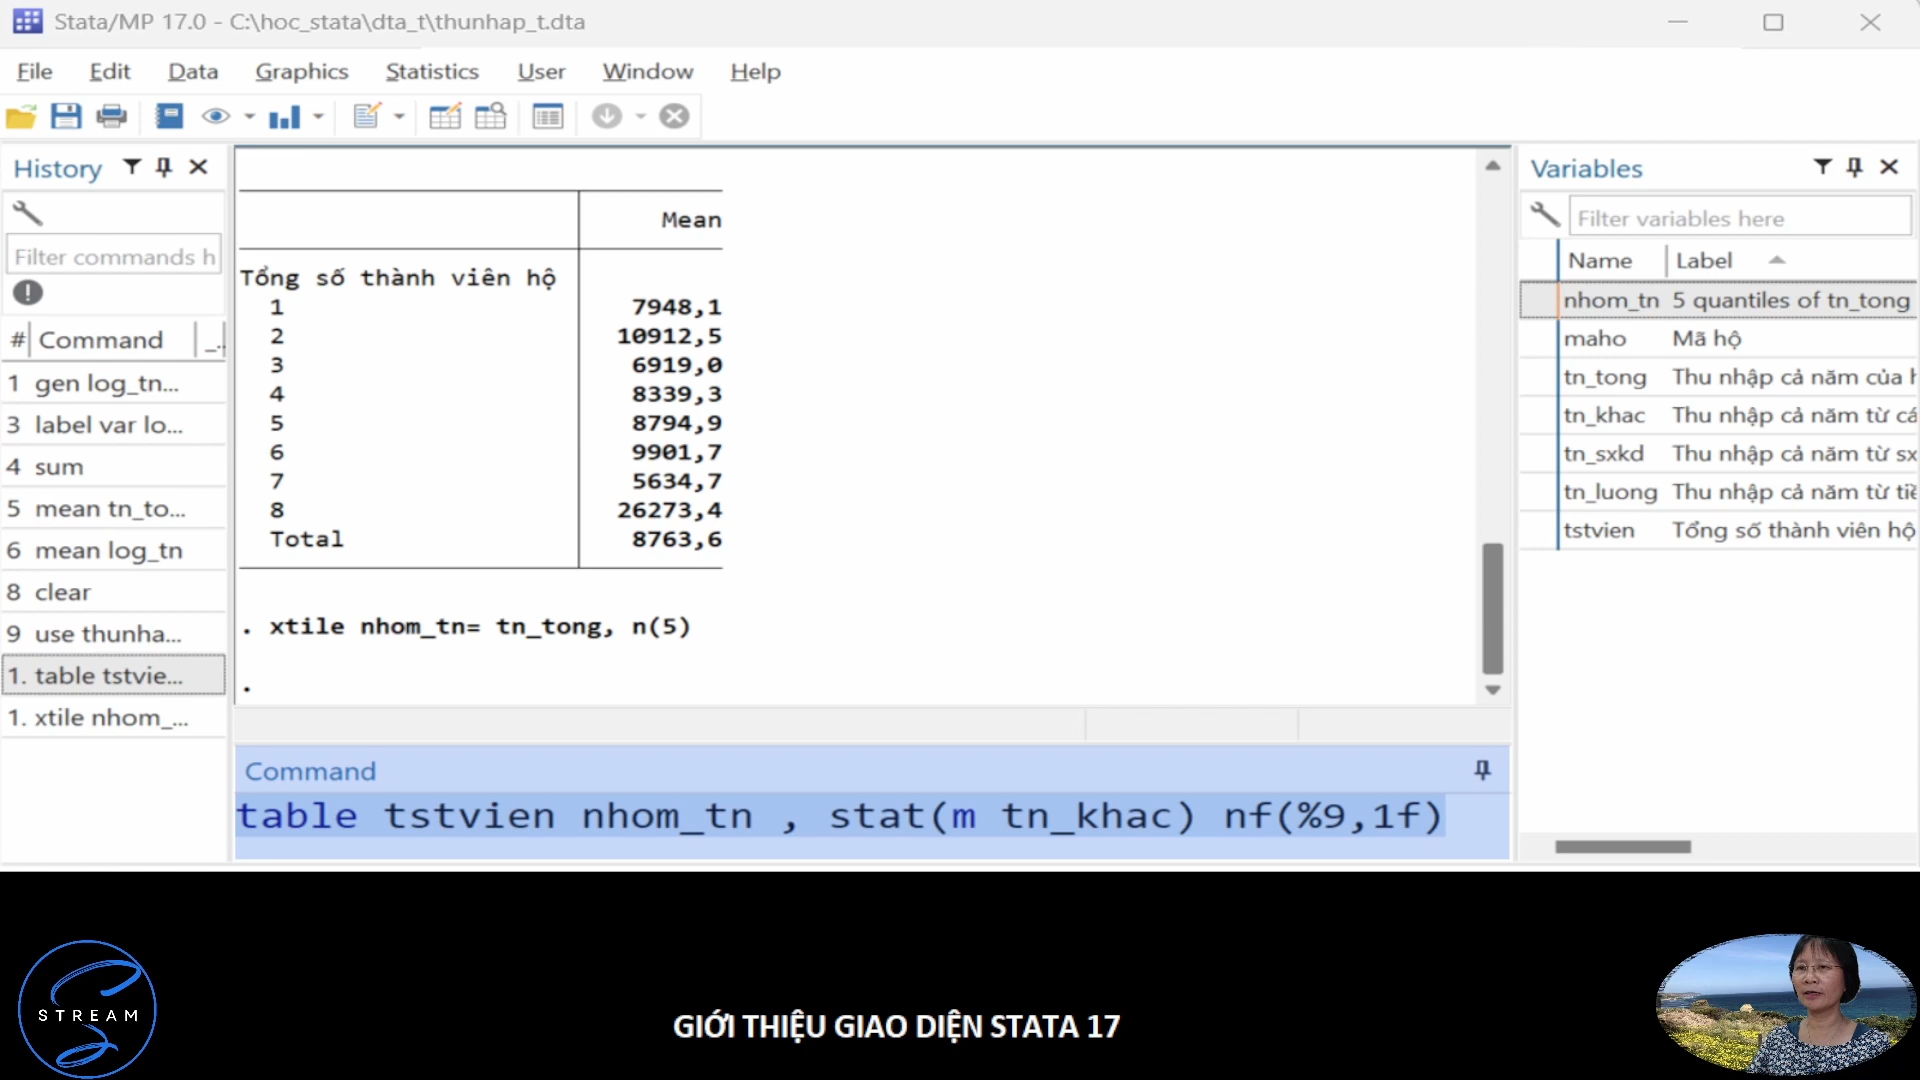 Stata/MP 17.0 - C:\hoc_stata\dta_t\thunhap_t.dta
File Edit Data Graphics Statistics User Window Help
History
Filter commands h
# Command _.
1 gen log_tn...
3 label var lo...
4 sum
5 mean tn_to...
6 mean log_tn
8 clear
9 use thunha...
1. table tstvie...
1. xtile nhom_...
Mean
Tổng số thành viên hộ
1 7948,1
2 10912,5
3 6919,0
4 8339,3
5 8794,9
6 9901,7
7 5634,7
8 26273,4
Total 8763,6
. xtile nhom_tn= tn_tong, n(5)
.
Command
table tstvien nhom_tn , stat(m tn_khac) nf(%9,1f)
Variables
Filter variables here
Name Label
nhom_tn 5 quantiles of tn_tong
maho Mã hộ
tn_tong Thu nhập cả năm của h
tn_khac Thu nhập cả năm từ cá
tn_sxkd Thu nhập cả năm từ sx
tn_luong Thu nhập cả năm từ tiề
tstvien Tổng số thành viên hộ
STREAM
GIỚI THIỆU GIAO DIỆN STATA 17